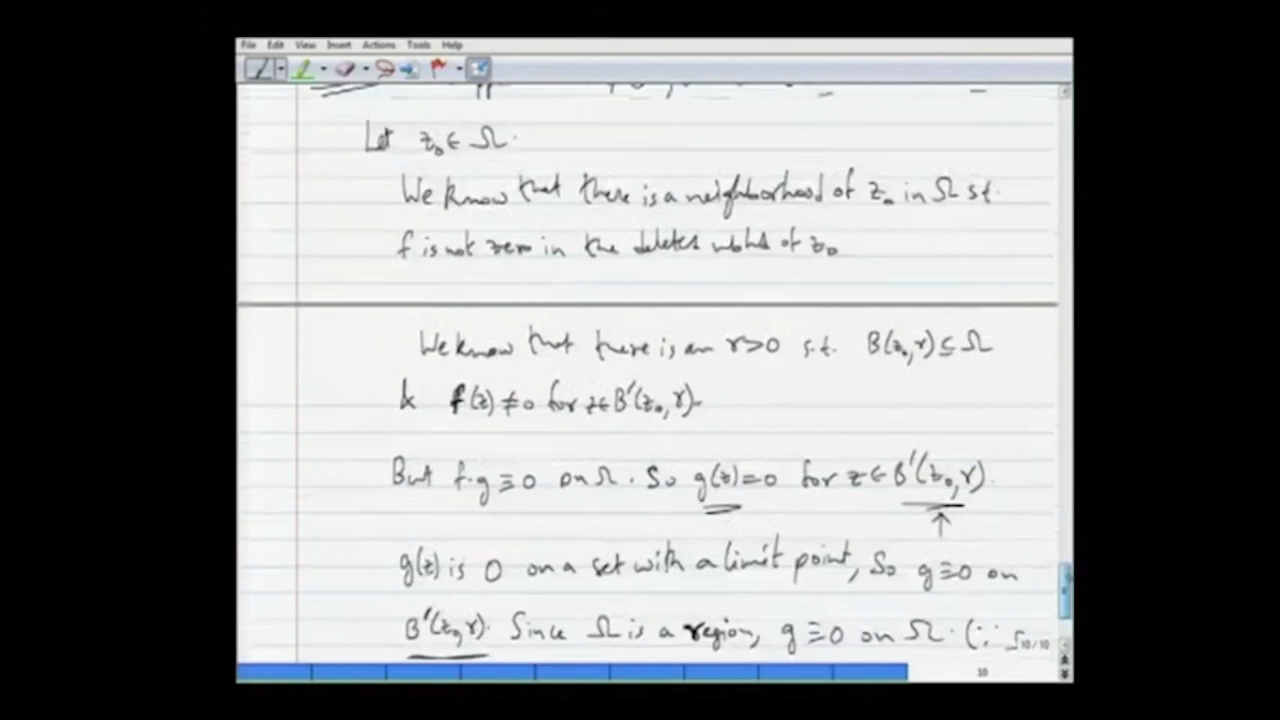 File Edit View Insert Actions Tools Help
Let z₀ ∈ Ω.
We know that there is a neighborhood of z₀ in Ω s.t.
f is not zero in the deleted nbhd of z₀
We know that there is an r>0 s.t. B(z₀,r) ⊆ Ω
& f(z) ≠ 0 for z ∈ B'(z₀,r).
But f.g ≡ 0 on Ω. So g(z)=0 for z ∈ B'(z₀,r).
g(z) is 0 on a set with a limit point, So g ≡ 0 on
B'(z₀,r). Since Ω is a region, g ≡ 0 on Ω. (∵
10/10
10